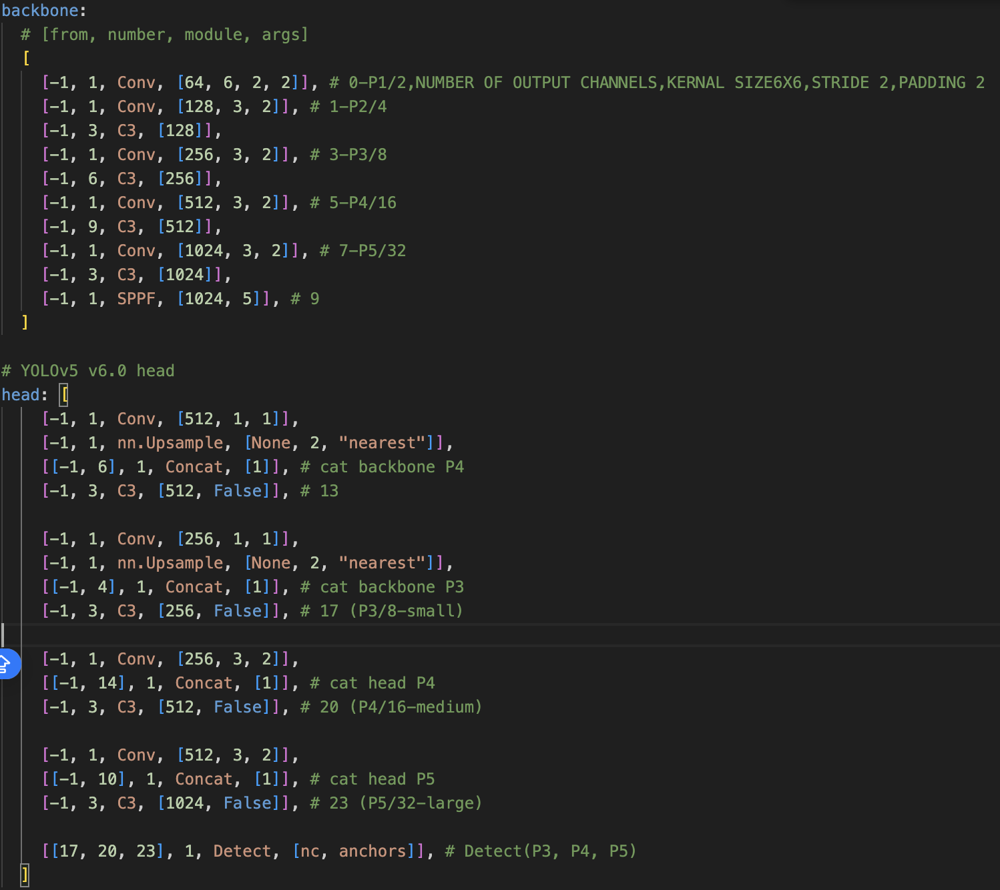 backbone:
# [from, number, module, args]
[
[-1, 1, Conv, [64, 6, 2, 2]], # 0-P1/2,NUMBER OF OUTPUT CHANNELS,KERNAL SIZE6X6,STRIDE 2,PADDING 2
[-1, 1, Conv, [128, 3, 2]], # 1-P2/4
[-1, 3, C3, [128]],
[-1, 1, Conv, [256, 3, 2]], # 3-P3/8
[-1, 6, C3, [256]],
[-1, 1, Conv, [512, 3, 2]], # 5-P4/16
[-1, 9, C3, [512]],
[-1, 1, Conv, [1024, 3, 2]], # 7-P5/32
[-1, 3, C3, [1024]],
[-1, 1, SPPF, [1024, 5]], # 9
]
# YOLOv5 v6.0 head
head: [
[-1, 1, Conv, [512, 1, 1]],
[-1, 1, nn.Upsample, [None, 2, "nearest"]],
[[-1, 6], 1, Concat, [1]], # cat backbone P4
[-1, 3, C3, [512, False]], # 13
[-1, 1, Conv, [256, 1, 1]],
[-1, 1, nn.Upsample, [None, 2, "nearest"]],
[[-1, 4], 1, Concat, [1]], # cat backbone P3
[-1, 3, C3, [256, False]], # 17 (P3/8-small)
[-1, 1, Conv, [256, 3, 2]],
[[-1, 14], 1, Concat, [1]], # cat head P4
[-1, 3, C3, [512, False]], # 20 (P4/16-medium)
[-1, 1, Conv, [512, 3, 2]],
[[-1, 10], 1, Concat, [1]], # cat head P5
[-1, 3, C3, [1024, False]], # 23 (P5/32-large)
[[17, 20, 23], 1, Detect, [nc, anchors]], # Detect(P3, P4, P5)
]